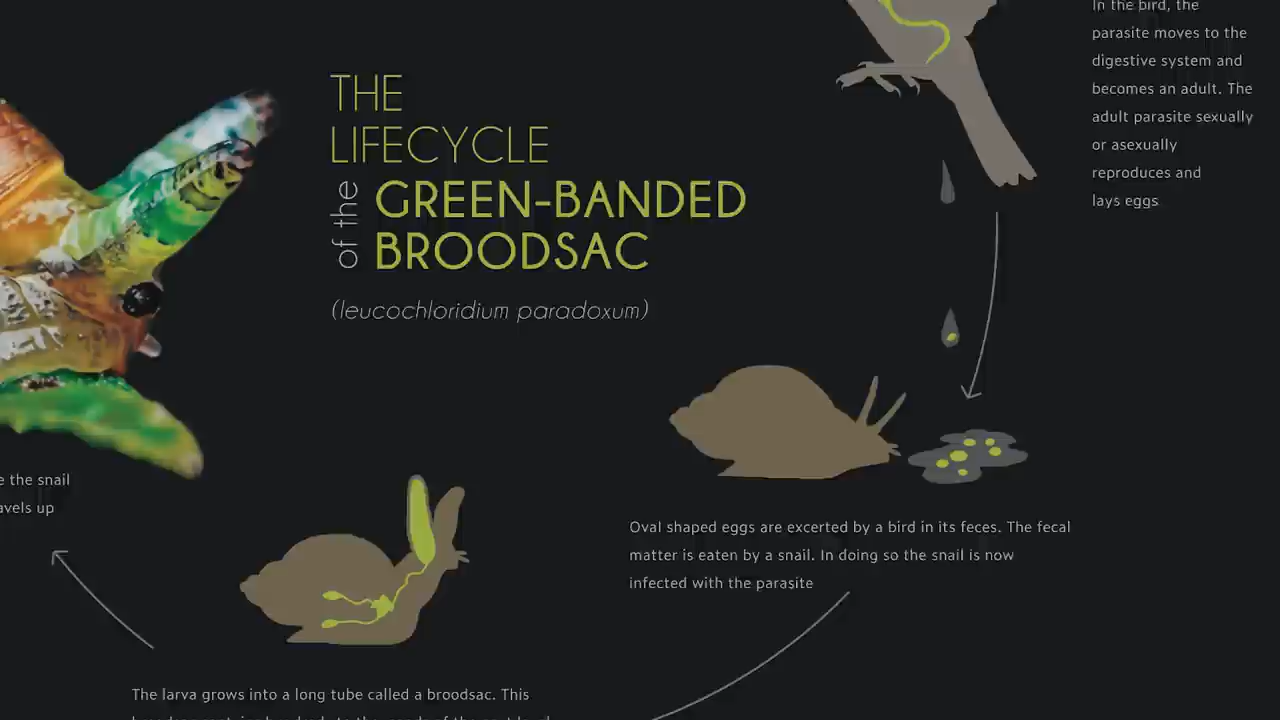 THE
LIFECYCLE
of the GREEN-BANDED
BROODSAC
(leucochloridium paradoxum)
In the bird, the
parasite moves to the
digestive system and
becomes an adult. The
adult parasite sexually
or asexually
reproduces and
lays eggs
e the snail
avels up
Oval shaped eggs are excerted by a bird in its feces. The fecal
matter is eaten by a snail. In doing so the snail is now
infected with the parasite
The larva grows into a long tube called a broodsac. This